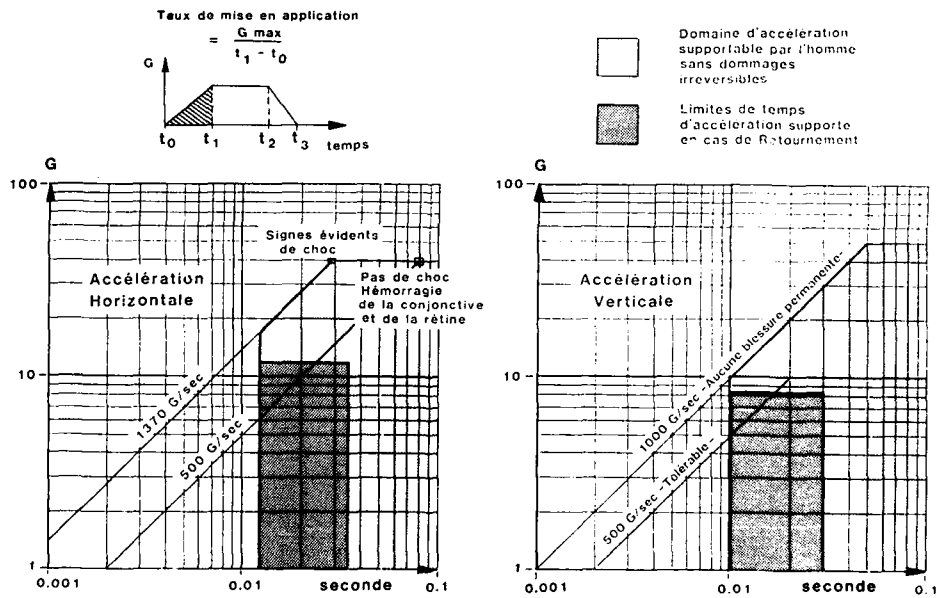 Taux de mise en application
= G max
t1 - t0
G
t0 t1 t2 t3 temps
Domaine d'accélération
supportable par l'homme
sans dommages
irreversibles
Limites de temps
d'accélération supporte
en cas de Retournement
G
100
10
1
0.001 0.01 seconde 0.1
Accélération
Horizontale
Signes évidents
de choc
Pas de choc
Hémorragie
de la conjonctive
et de la rétine
1370 G/sec
500 G/sec
G
100
10
1
0.001 0.01 seconde 0.1
Accélération
Verticale
1000 G/sec -Aucune blessure permanente-
500 G/sec -Tolérable-